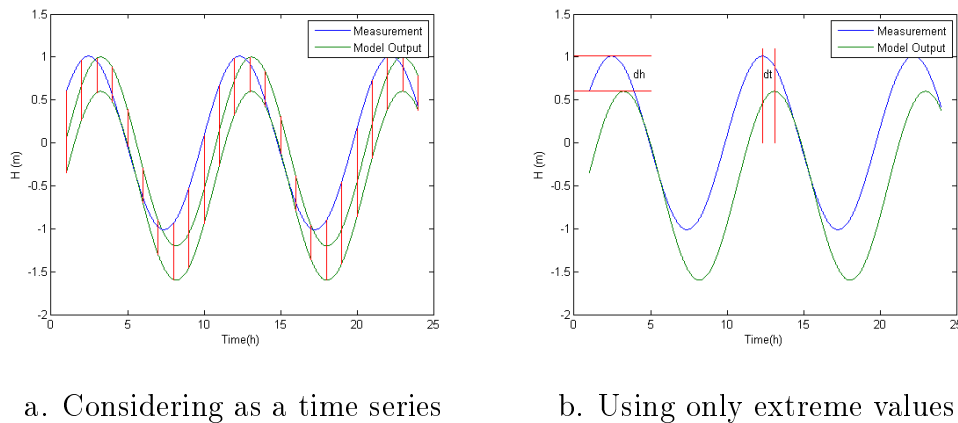 Measurement
Model Output
1.5
1
0.5
0
-0.5
-1
-1.5
-2
H (m)
0
5
10
15
20
25
Time(h)
Measurement
Model Output
dh
dt
1.5
1
0.5
0
-0.5
-1
-1.5
-2
H (m)
0
5
10
15
20
25
Time(h)
a. Considering as a time series
b. Using only extreme values